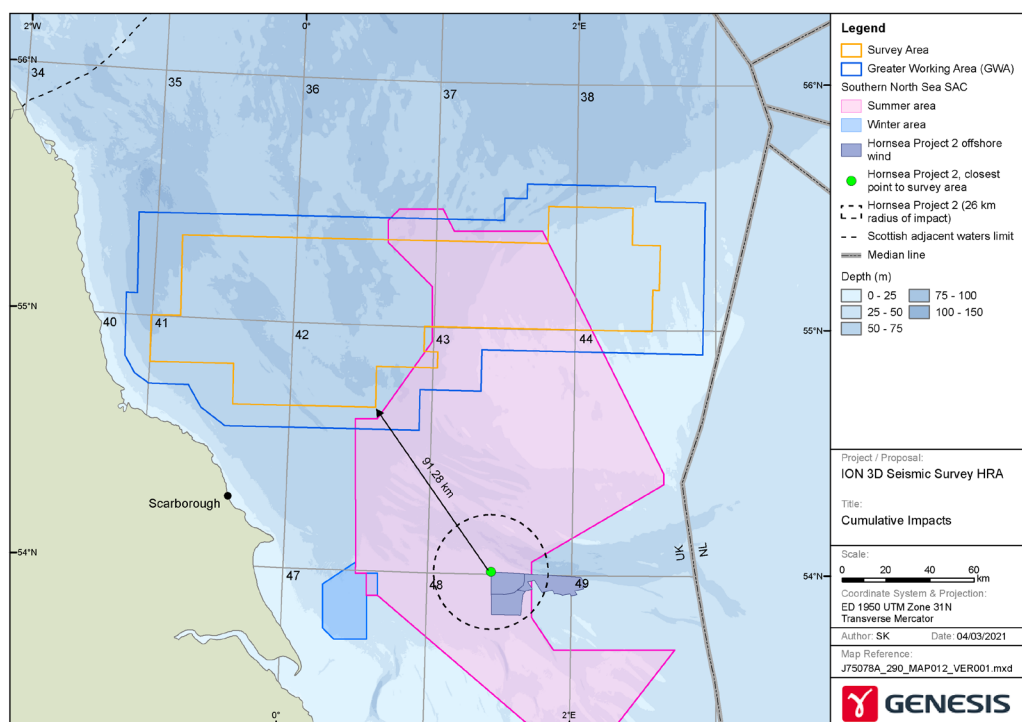 2°W
0°
2°E
56°N
34
35
36
37
38
56°N
55°N
40
41
42
43
44
55°N
91.28 km
Scarborough
54°N
47
48
49
UK
NL
54°N
0°
2°E
Legend
Survey Area
Greater Working Area (GWA)
Southern North Sea SAC
Summer area
Winter area
Hornsea Project 2 offshore
wind
Hornsea Project 2, closest
point to survey area
Hornsea Project 2 (26 km
radius of impact)
Scottish adjacent waters limit
Median line
Depth (m)
0 - 25
75 - 100
25 - 50
100 - 150
50 - 75
Project / Proposal:
ION 3D Seismic Survey HRA
Title:
Cumulative Impacts
Scale:
0 20 40 60
km
Coordinate System & Projection:
ED 1950 UTM Zone 31N
Transverse Mercator
Author: SK Date: 04/03/2021
Map Reference:
J75078A_290_MAP012_VER001.mxd
GENESIS